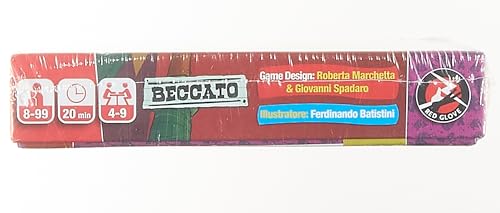 8-99
20 min
4-9
BECCATO
Game Design: Roberta Marchetta
& Giovanni Spadaro
Illustratore: Ferdinando Batistini
RED GLOVE